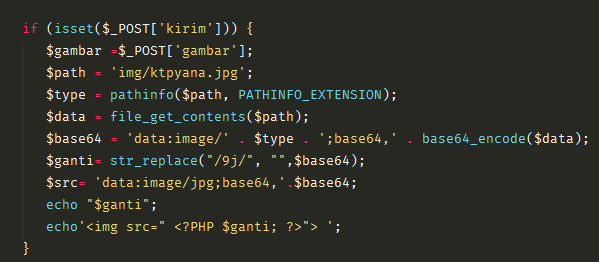 if (isset($_POST['kirim'])) {
$gambar =$_POST['gambar'];
$path = 'img/ktpyana.jpg';
$type = pathinfo($path, PATHINFO_EXTENSION);
$data = file_get_contents($path);
$base64 = 'data:image/' . $type . ';base64,' . base64_encode($data);
$ganti= str_replace("/9j/", "",$base64);
$src= 'data:image/jpg;base64,'.$base64;
echo "$ganti";
echo'<img src=" <?PHP $ganti; ?>"> ';
}